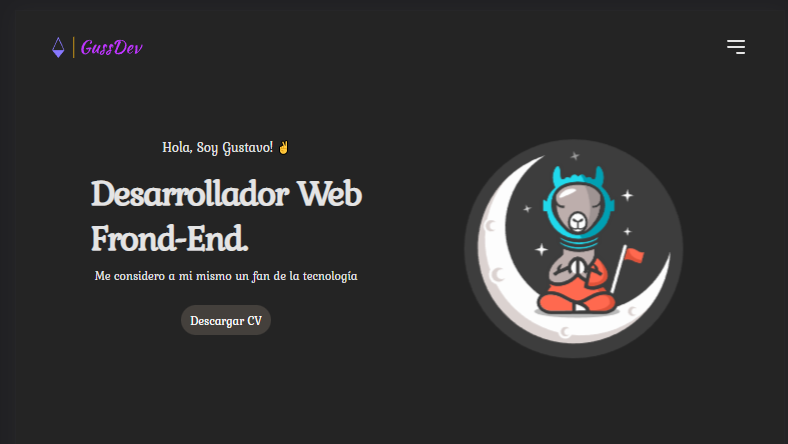 GussDev
Hola, Soy Gustavo! ✌
Desarrollador Web
Frond-End.
Me considero a mi mismo un fan de la tecnología
Descargar CV